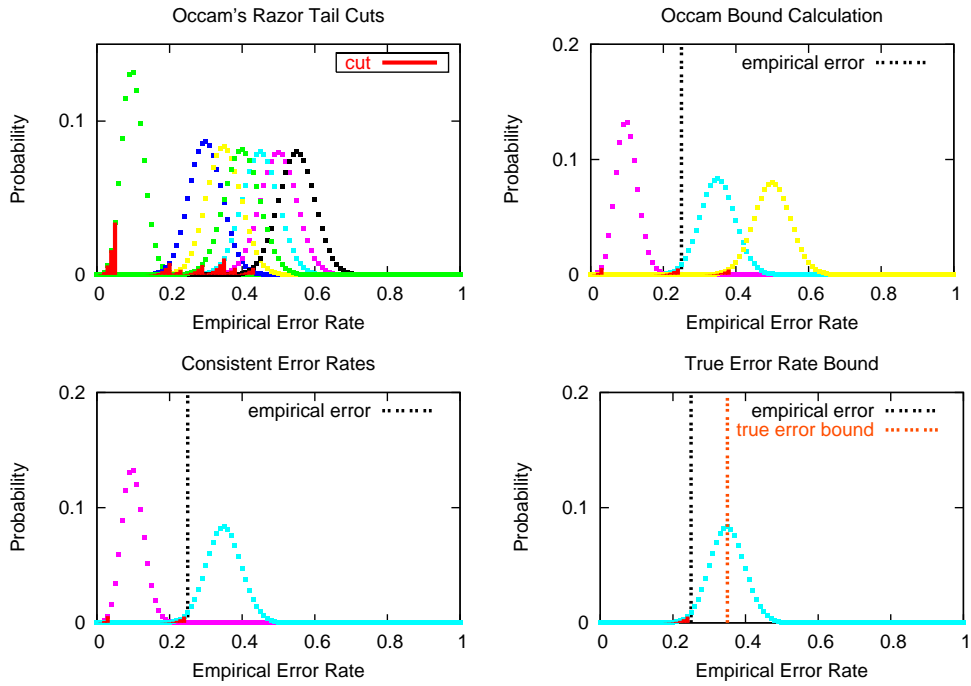 Occam's Razor Tail Cuts
cut
0.1
0
Probability
0 0.2 0.4 0.6 0.8 1
Empirical Error Rate
Occam Bound Calculation
empirical error
0.2
0.1
0
Probability
0 0.2 0.4 0.6 0.8 1
Empirical Error Rate
Consistent Error Rates
empirical error
0.2
0.1
0
Probability
0 0.2 0.4 0.6 0.8 1
Empirical Error Rate
True Error Rate Bound
empirical error
true error bound
0.2
0.1
0
Probability
0 0.2 0.4 0.6 0.8 1
Empirical Error Rate